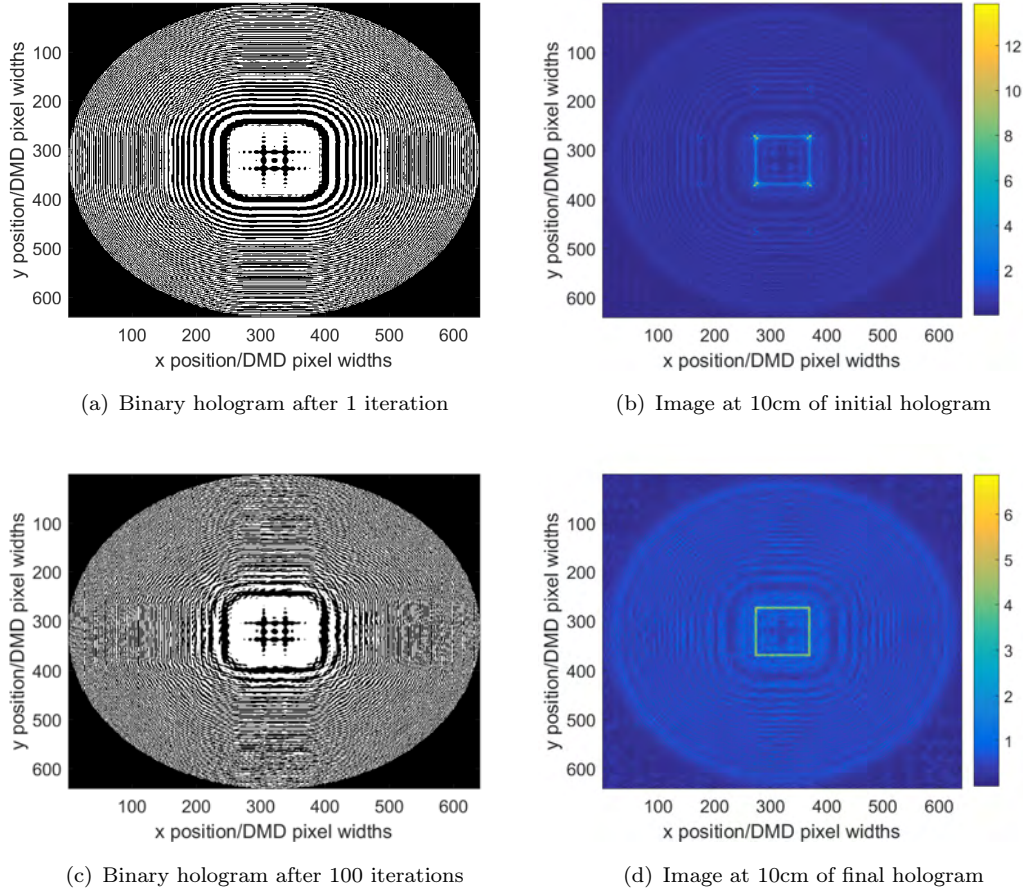 100
200
300
400
500
600
y position/DMD pixel widths
100 200 300 400 500 600
x position/DMD pixel widths
(a) Binary hologram after 1 iteration
100
200
300
400
500
600
y position/DMD pixel widths
100 200 300 400 500 600
x position/DMD pixel widths
12
10
8
6
4
2
(b) Image at 10cm of initial hologram
100
200
300
400
500
600
y position/DMD pixel widths
100 200 300 400 500 600
x position/DMD pixel widths
(c) Binary hologram after 100 iterations
100
200
300
400
500
600
y position/DMD pixel widths
100 200 300 400 500 600
x position/DMD pixel widths
6
5
4
3
2
1
(d) Image at 10cm of final hologram